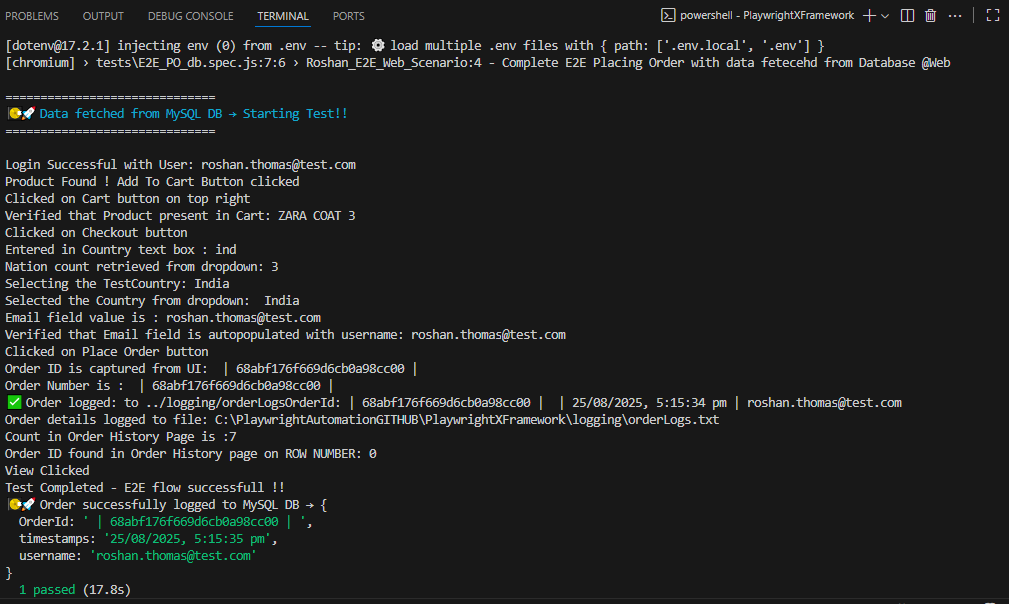 PROBLEMS OUTPUT DEBUG CONSOLE TERMINAL PORTS powershell - PlaywrightXFramework
[dotenv@17.2.1] injecting env (0) from .env -- tip: ⚙️ load multiple .env files with { path: ['.env.local', '.env'] }
[chromium] › tests\E2E_PO_db.spec.js:7:6 › Roshan_E2E_Web_Scenario:4 - Complete E2E Placing Order with data fetecehd from Database @Web
==============================
Data fetched from MySQL DB → Starting Test!!
==============================
Login Successful with User: roshan.thomas@test.com
Product Found ! Add To Cart Button clicked
Clicked on Cart button on top right
Verified that Product present in Cart: ZARA COAT 3
Clicked on Checkout button
Entered in Country text box : ind
Nation count retrieved from dropdown: 3
Selecting the TestCountry: India
Selected the Country from dropdown:  India
Email field value is : roshan.thomas@test.com
Verified that Email field is autopopulated with username: roshan.thomas@test.com
Clicked on Place Order button
Order ID is captured from UI:  | 68abf176f669d6cb0a98cc00 |
Order Number is :  | 68abf176f669d6cb0a98cc00 |
✅ Order logged: to ../logging/orderLogsOrderId: | 68abf176f669d6cb0a98cc00 |  | 25/08/2025, 5:15:34 pm | roshan.thomas@test.com
Order details logged to file: C:\PlaywrightAutomationGITHUB\PlaywrightXFramework\logging\orderLogs.txt
Count in Order History Page is :7
Order ID found in Order History page on ROW NUMBER: 0
View Clicked
Test Completed - E2E flow successfull !!
Order successfully logged to MySQL DB → {
  OrderId: ' | 68abf176f669d6cb0a98cc00 | ',
  timestamps: '25/08/2025, 5:15:35 pm',
  username: 'roshan.thomas@test.com'
}
  1 passed (17.8s)